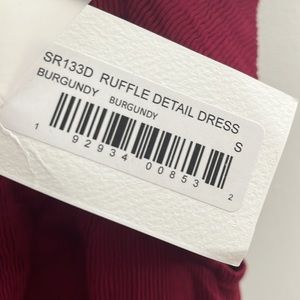 SR133D RUFFLE DETAIL DRESS
BURGUNDY BURGUNDY S
1 92934 00853 2